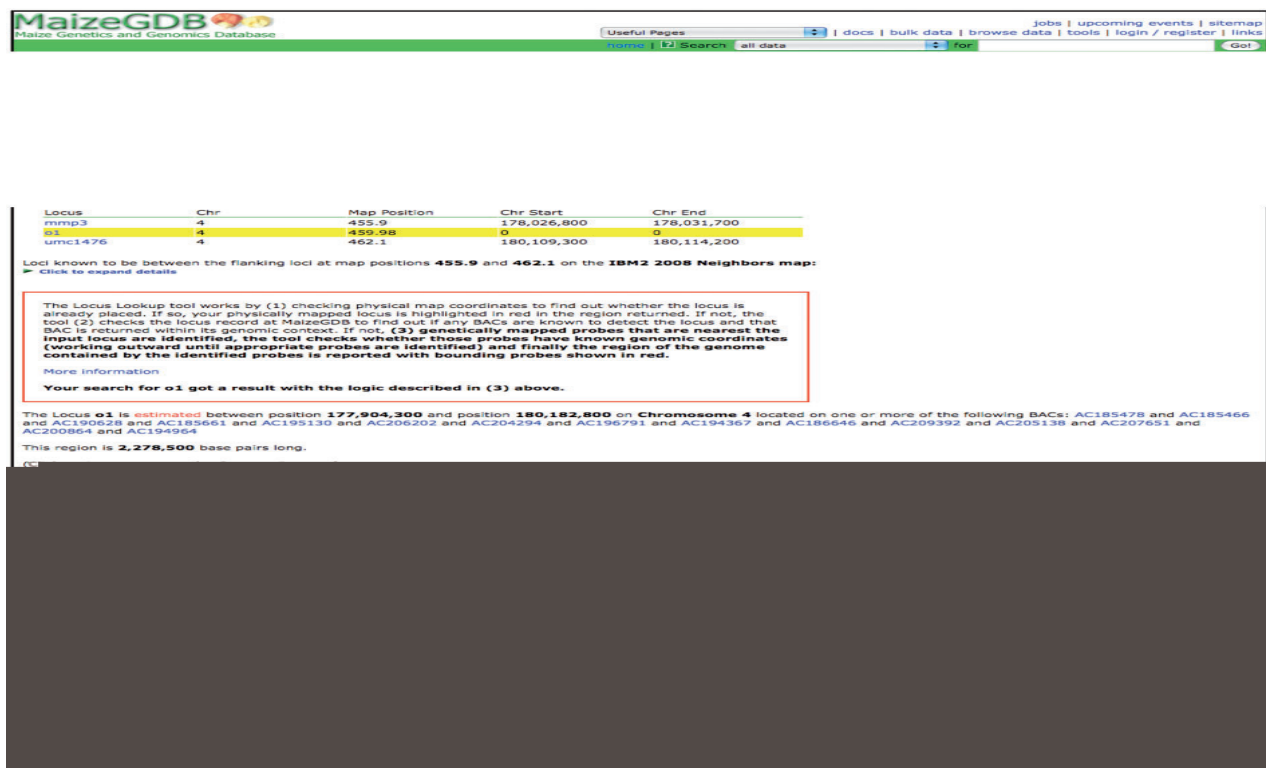 MaizeGDB
Maize Genetics and Genomics Database
jobs | upcoming events | sitemap
Useful Pages | docs | bulk data | browse data | tools | login / register | links
home | ? Search all data for Go!
Locus Chr Map Position Chr Start Chr End
mmp3 4 455.9 178,026,800 178,031,700
o1 4 459.98 0 0
umc1476 4 462.1 180,109,300 180,114,200
Loci known to be between the flanking loci at map positions 455.9 and 462.1 on the IBM2 2008 Neighbors map:
Click to expand details
The Locus Lookup tool works by (1) checking physical map coordinates to find out whether the locus is
already placed. If so, your physically mapped locus is highlighted in red in the region returned. If not, the
tool (2) checks the locus record at MaizeGDB to find out if any BACs are known to detect the locus and that
BAC is returned within its genomic context. If not, (3) genetically mapped probes that are nearest the
input locus are identified, the tool checks whether those probes have known genomic coordinates
(working outward until appropriate probes are identified) and finally the region of the genome
contained by the identified probes is reported with bounding probes shown in red.
More information
Your search for o1 got a result with the logic described in (3) above.
The Locus o1 is estimated between position 177,904,300 and position 180,182,800 on Chromosome 4 located on one or more of the following BACs: AC185478 and AC185466
and AC190628 and AC185661 and AC195130 and AC206202 and AC204294 and AC196791 and AC194367 and AC186646 and AC209392 and AC205138 and AC207651 and
AC200864 and AC194964
This region is 2,278,500 base pairs long.